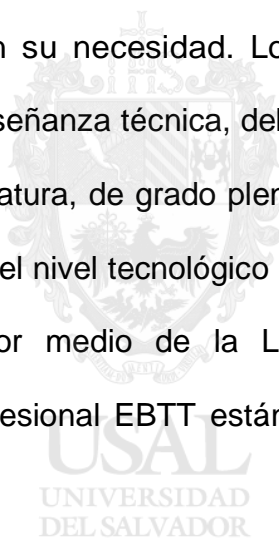 n su necesidad. Lo
señanza técnica, del
atura, de grado plen
el nivel tecnológico
or medio de la L
esional EBTT están
USAL
UNIVERSIDAD
DEL SALVADOR